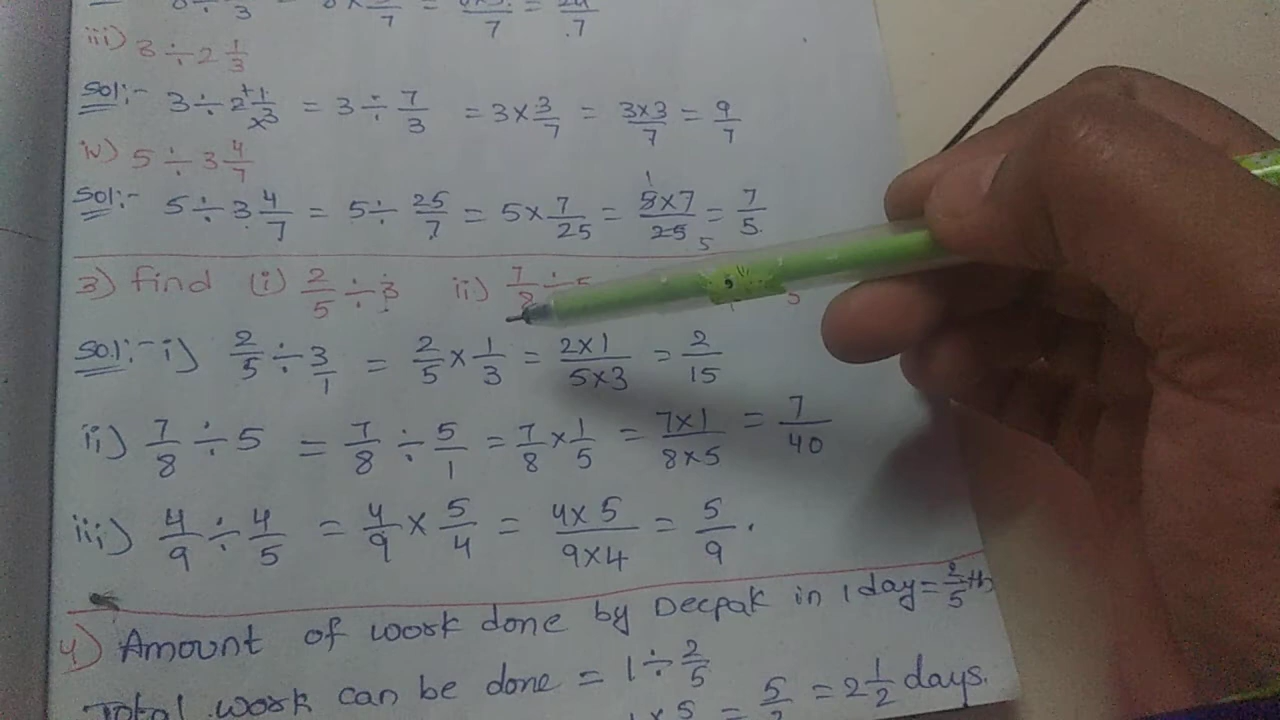 iii) 3 ÷ 2 1/3
Sol:- 3 ÷ 2 1/3 = 3 ÷ 7/3 = 3 × 3/7 = 3×3/7 = 9/7
iv) 5 ÷ 3 4/7
Sol:- 5 ÷ 3 4/7 = 5 ÷ 25/7 = 5 × 7/25 = 5×7/25 = 7/5
3) find (i) 2/5 ÷ 3 ii) 7/8 ÷ 5
Sol:- i) 2/5 ÷ 3/1 = 2/5 × 1/3 = 2×1/5×3 = 2/15
ii) 7/8 ÷ 5 = 7/8 ÷ 5/1 = 7/8 × 1/5 = 7×1/8×5 = 7/40
iii) 4/9 ÷ 4/5 = 4/9 × 5/4 = 4×5/9×4 = 5/9 .
4) Amount of work done by Deepak in 1 day = 2/5 th
Total work can be done = 1 ÷ 2/5
1 × 5 = 5/2 = 2 1/2 days.